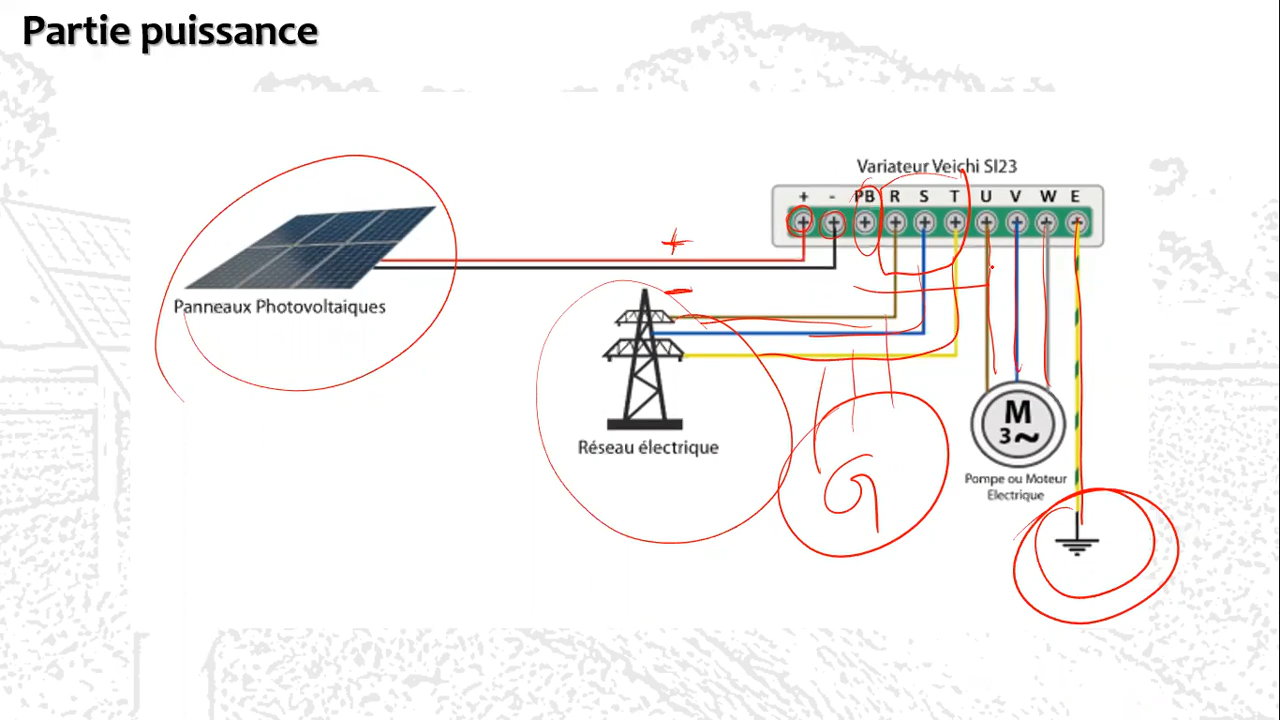 Partie puissance
Variateur Veichi SI23
+ - PB R S T U V W E
+
-
Panneaux Photovoltaiques
Réseau électrique
M
3~
Pompe ou Moteur
Electrique
G